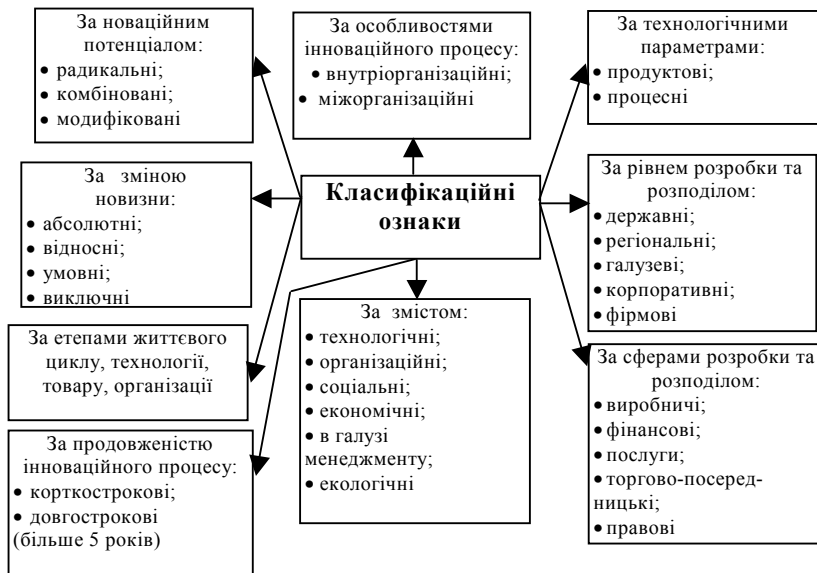 За новаційним
потенціалом:
• радикальні;
• комбіновані;
• модифіковані
За особливостями
інноваційного процесу:
• внутріорганізаційні;
• міжорганізаційні
За технологічними
параметрами:
• продуктові;
• процесні
За зміною
новизни:
• абсолютні;
• відносні;
• умовні;
• виключні
Класифікаційні
ознаки
За рівнем розробки та
розподілом:
• державні;
• регіональні;
• галузеві;
• корпоративні;
• фірмові
За етепами життєвого
циклу, технології,
товару, організації
За змістом:
• технологічні;
• організаційні;
• соціальні;
• економічні;
• в галузі
менеджменту;
• екологічні
За сферами розробки та
розподілом:
• виробничі;
• фінансові;
• послуги;
• торгово-посеред-
ницькі;
• правові
За продовженістю
інноваційного процесу:
• корткострокові;
• довгострокові
(більше 5 років)